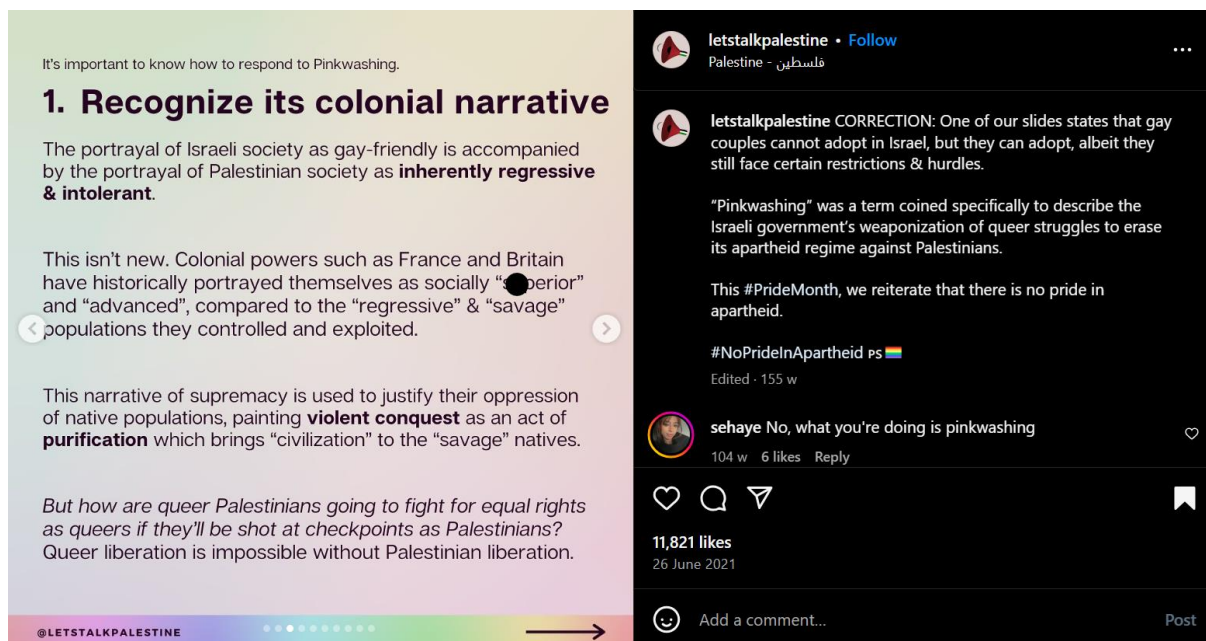 It's important to know how to respond to Pinkwashing.
1. Recognize its colonial narrative
The portrayal of Israeli society as gay-friendly is accompanied
by the portrayal of Palestinian society as inherently regressive
& intolerant.
This isn't new. Colonial powers such as France and Britain
have historically portrayed themselves as socially "s perior"
and "advanced", compared to the "regressive" & "savage"
populations they controlled and exploited.
This narrative of supremacy is used to justify their oppression
of native populations, painting violent conquest as an act of
purification which brings "civilization" to the "savage" natives.
But how are queer Palestinians going to fight for equal rights
as queers if they'll be shot at checkpoints as Palestinians?
Queer liberation is impossible without Palestinian liberation.
@LETSTALKPALESTINE
letstalkpalestine • Follow
Palestine - فلسطين
letstalkpalestine CORRECTION: One of our slides states that gay
couples cannot adopt in Israel, but they can adopt, albeit they
still face certain restrictions & hurdles.
"Pinkwashing" was a term coined specifically to describe the
Israeli government's weaponization of queer struggles to erase
its apartheid regime against Palestinians.
This #PrideMonth, we reiterate that there is no pride in
apartheid.
#NoPrideInApartheid PS🏳️‍🌈
Edited · 155 w
sehaye No, what you're doing is pinkwashing
104 w 6 likes Reply
11,821 likes
26 June 2021
Add a comment...
Post